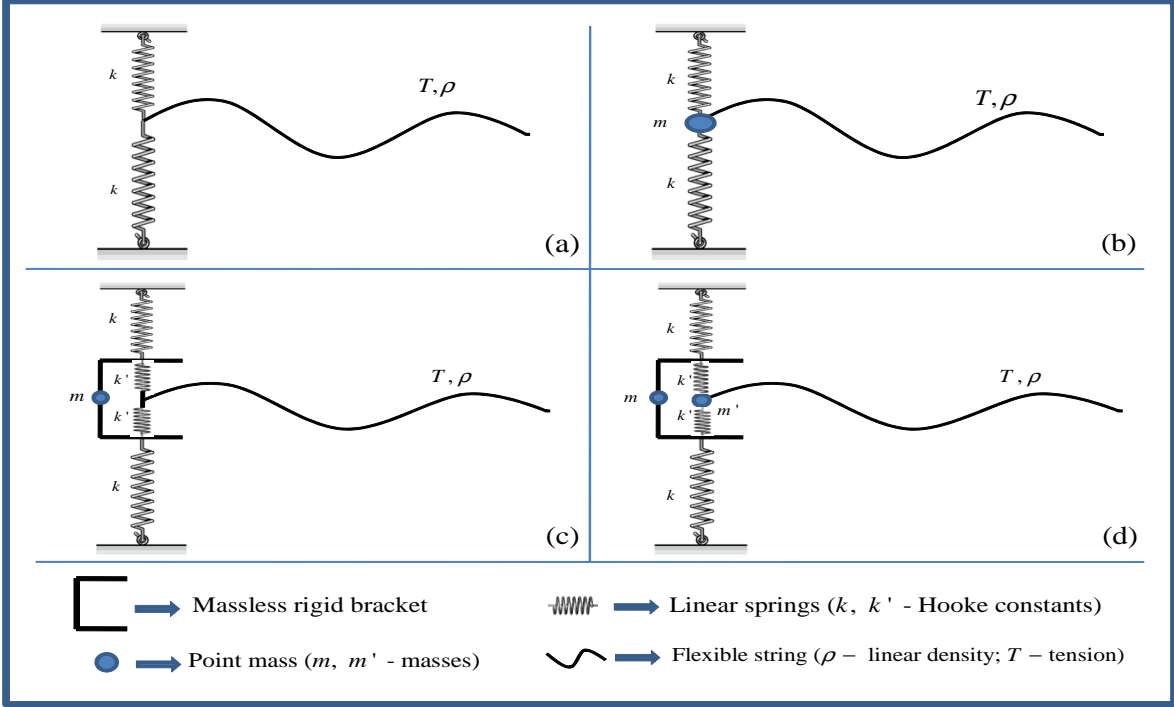 k
T, ρ
k
(a)
k
T, ρ
m
k
(b)
k
k'
T, ρ
m
k'
k
(c)
k
k'
T, ρ
m
k' m'
k
(d)
Massless rigid bracket
Linear springs (k, k' - Hooke constants)
Point mass (m, m' - masses)
Flexible string (ρ – linear density; T – tension)